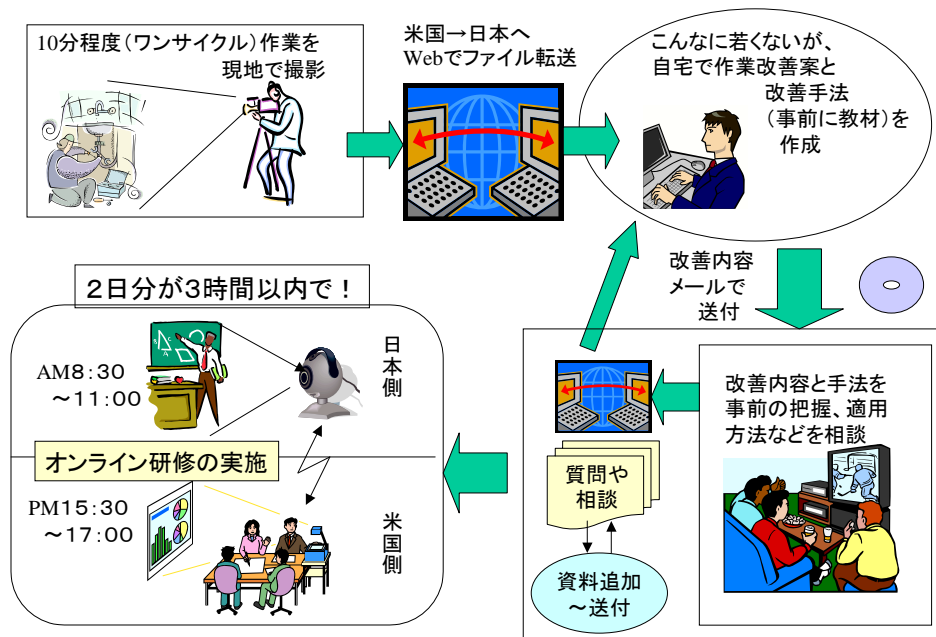 10分程度(ワンサイクル)作業を
現地で撮影
米国→日本へ
Webでファイル転送
こんなに若くないが、
自宅で作業改善案と
改善手法
(事前に教材)を
作成
改善内容
メールで
送付
改善内容と手法を
事前の把握、適用
方法などを相談
質問や
相談
資料追加
~送付
2日分が3時間以内で!
AM8:30
~11:00
日本側
オンライン研修の実施
PM15:30
~17:00
米国側